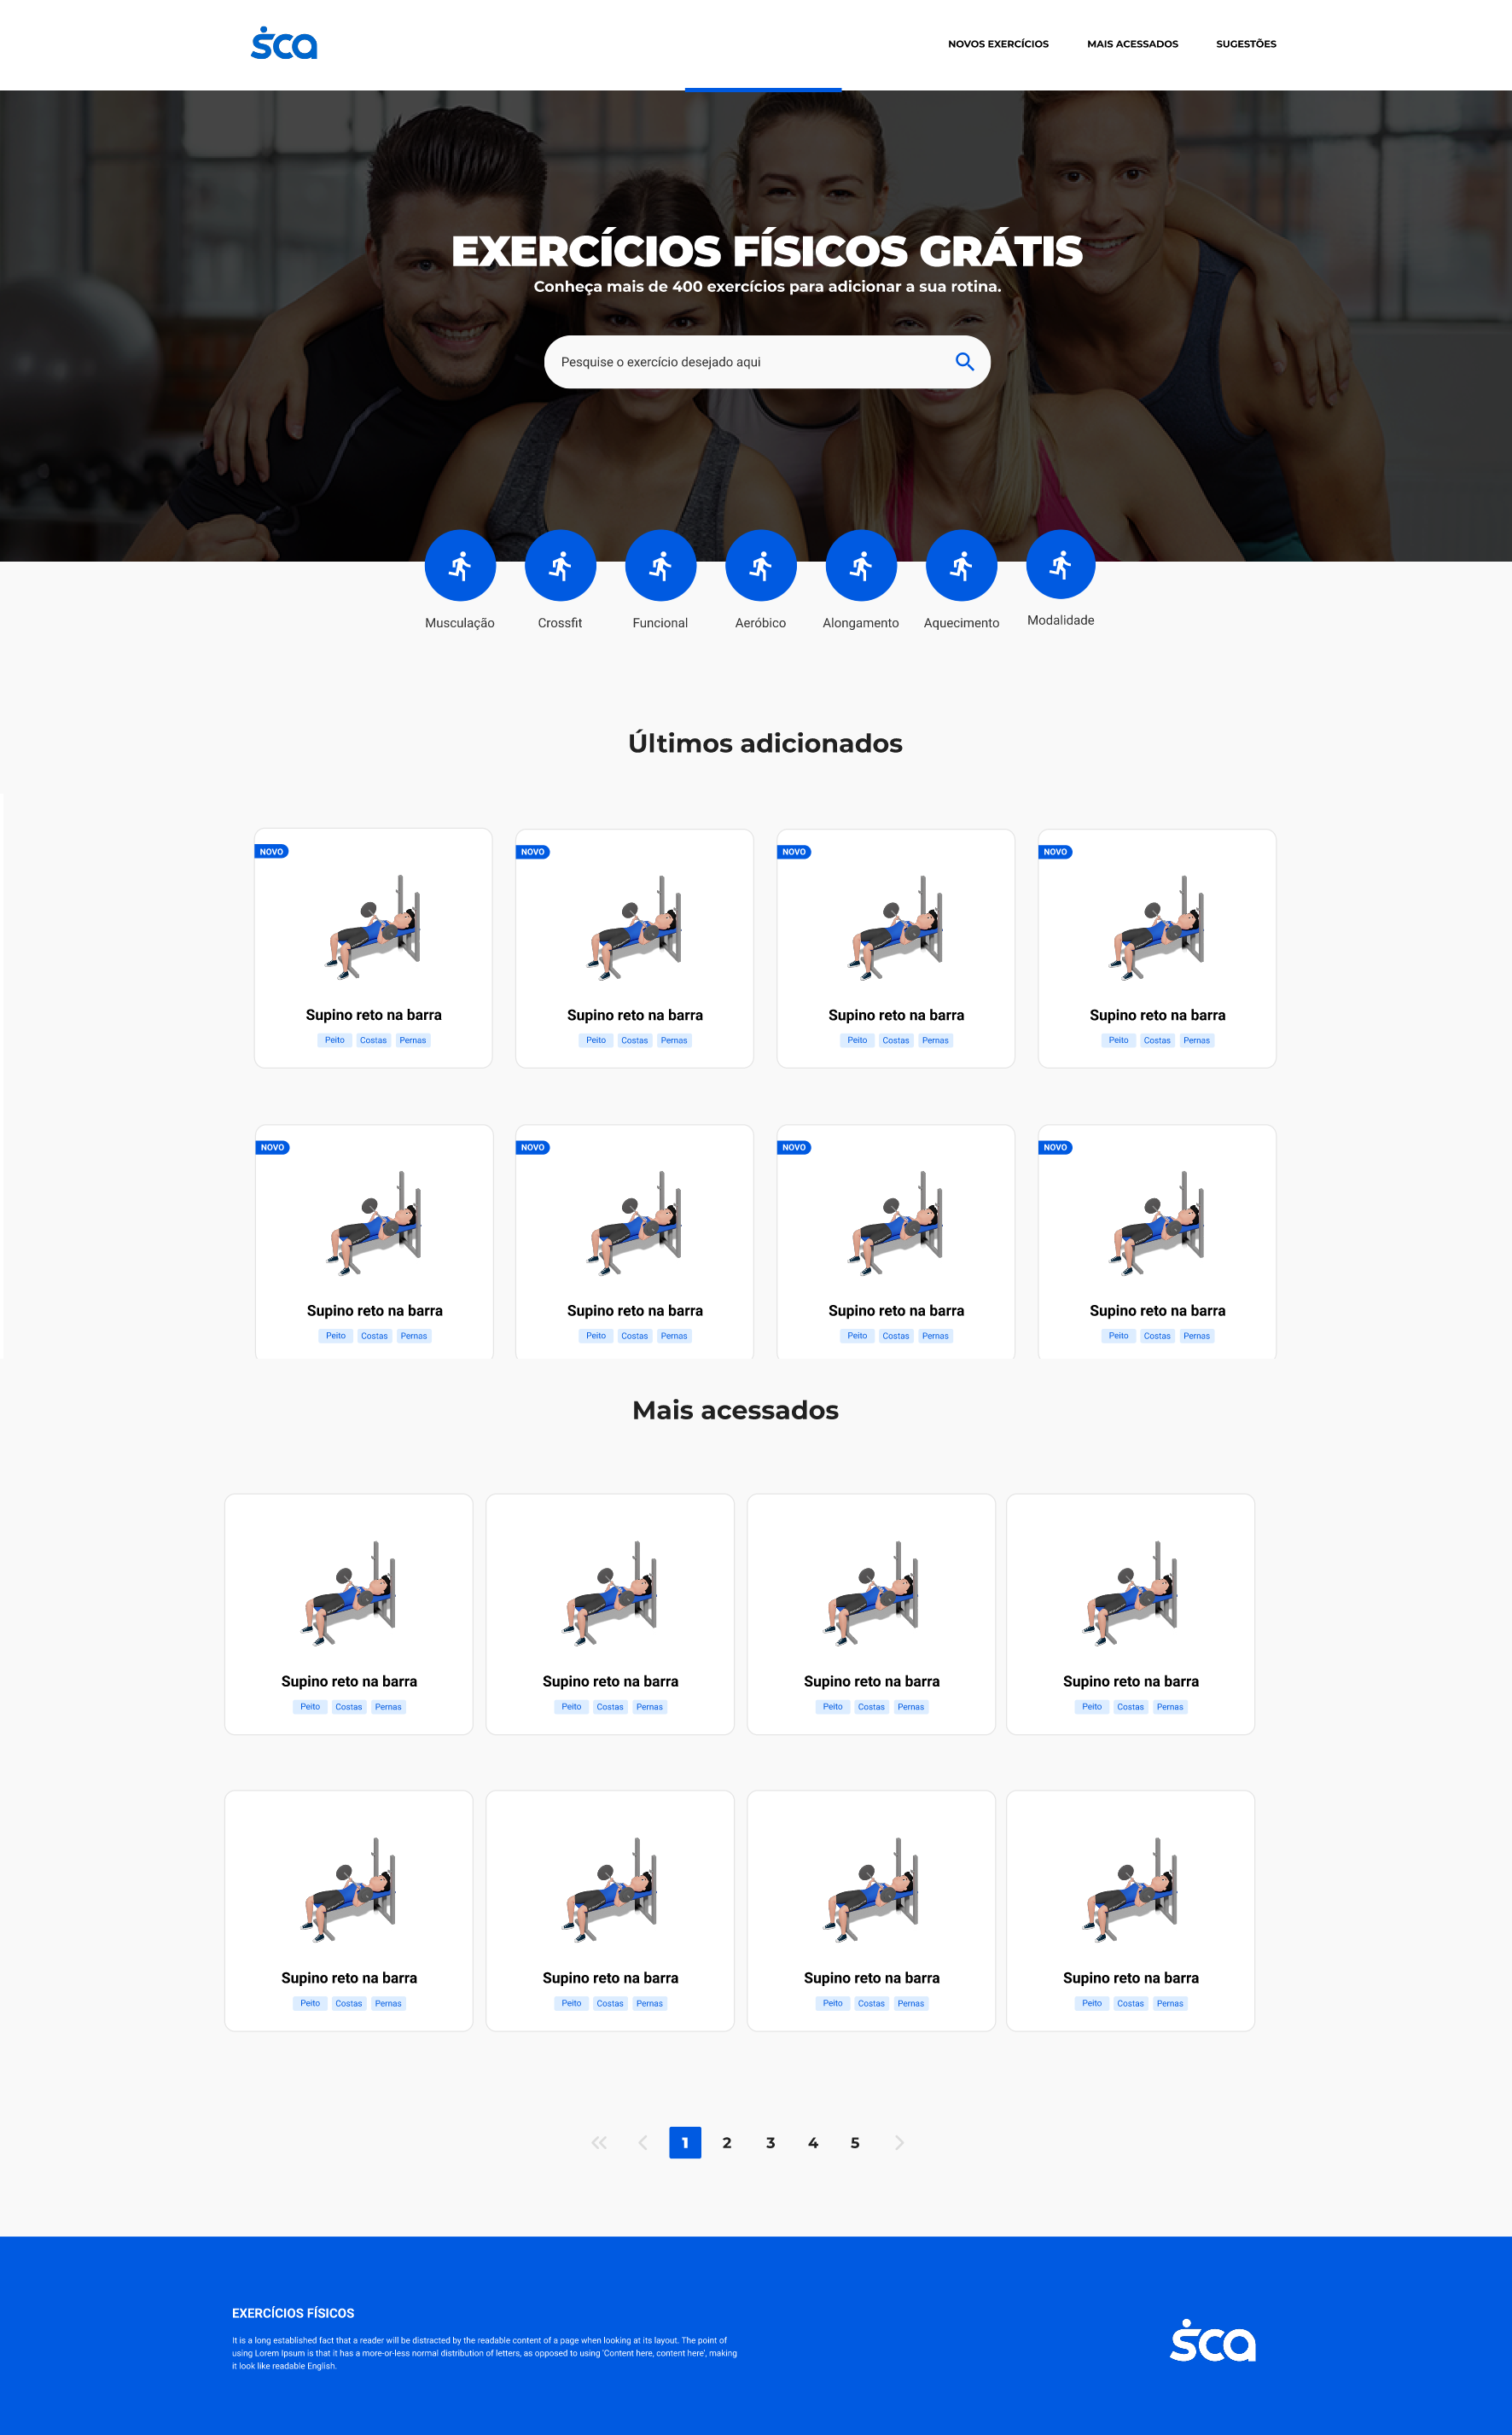 sca
NOVOS EXERCÍCIOS MAIS ACESSADOS SUGESTÕES
EXERCÍCIOS FÍSICOS GRÁTIS
Conheça mais de 400 exercícios para adicionar a sua rotina.
Pesquise o exercício desejado aqui
Musculação Crossfit Funcional Aeróbico Alongamento Aquecimento Modalidade
Últimos adicionados
NOVO NOVO NOVO NOVO
Supino reto na barra Supino reto na barra Supino reto na barra Supino reto na barra
Peito Costas Pernas Peito Costas Pernas Peito Costas Pernas Peito Costas Pernas
NOVO NOVO NOVO NOVO
Supino reto na barra Supino reto na barra Supino reto na barra Supino reto na barra
Peito Costas Pernas Peito Costas Pernas Peito Costas Pernas Peito Costas Pernas
Mais acessados
Supino reto na barra Supino reto na barra Supino reto na barra Supino reto na barra
Peito Costas Pernas Peito Costas Pernas Peito Costas Pernas Peito Costas Pernas
Supino reto na barra Supino reto na barra Supino reto na barra Supino reto na barra
Peito Costas Pernas Peito Costas Pernas Peito Costas Pernas Peito Costas Pernas
1 2 3 4 5
EXERCÍCIOS FÍSICOS
It is a long established fact that a reader will be distracted by the readable content of a page when looking at its layout. The point of
using Lorem Ipsum is that it has a more-or-less normal distribution of letters, as opposed to using 'Content here, content here', making
it look like readable English.
sca